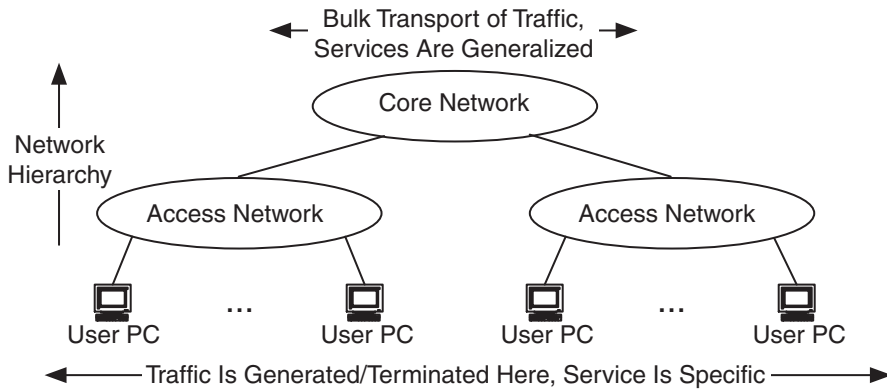 Bulk Transport of Traffic,
Services Are Generalized
Core Network
Network
Hierarchy
Access Network
Access Network
...
...
User PC
User PC
User PC
User PC
Traffic Is Generated/Terminated Here, Service Is Specific